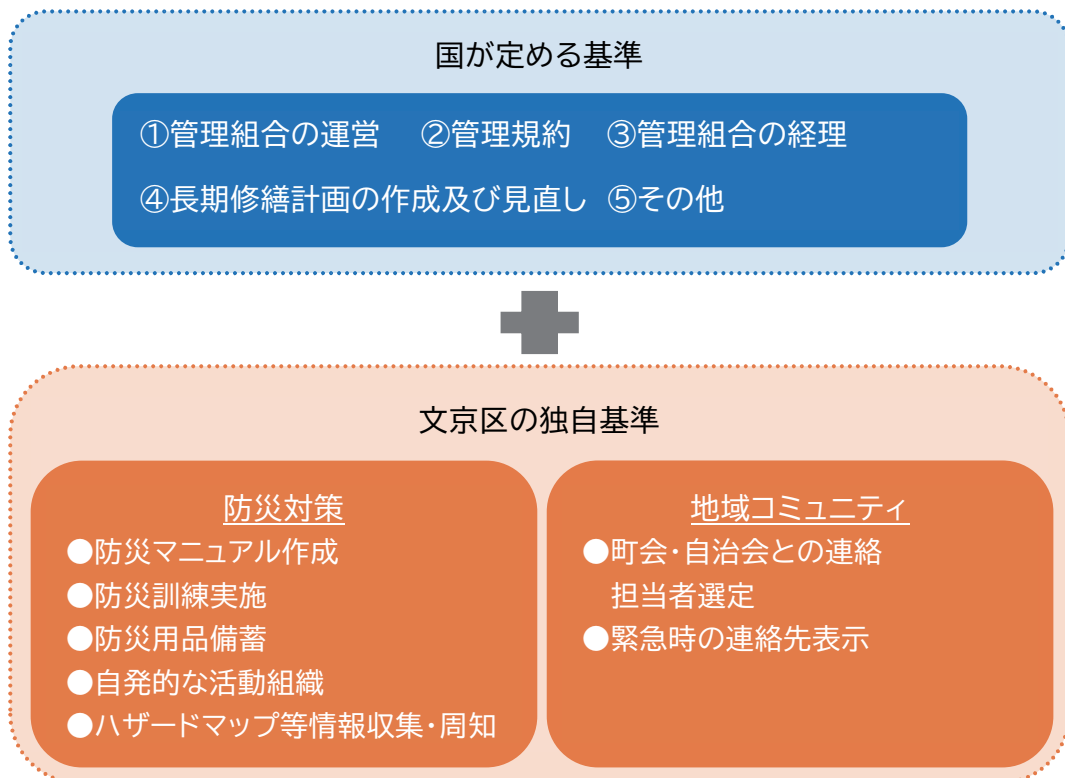 国が定める基準
①管理組合の運営 ②管理規約 ③管理組合の経理
④長期修繕計画の作成及び見直し ⑤その他
文京区の独自基準
防災対策
●防災マニュアル作成
●防災訓練実施
●防災用品備蓄
●自発的な活動組織
●ハザードマップ等情報収集・周知
地域コミュニティ
●町会・自治会との連絡
担当者選定
●緊急時の連絡先表示